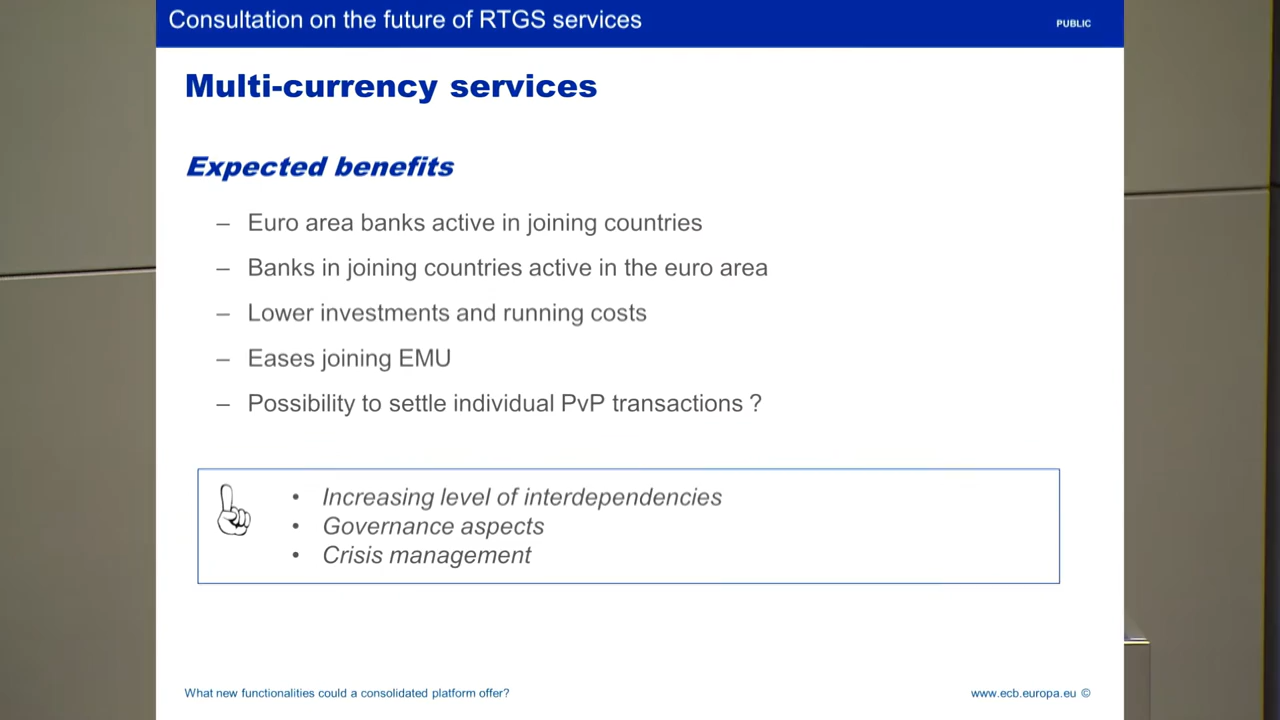 Consultation on the future of RTGS services
PUBLIC
Multi-currency services
Expected benefits
– Euro area banks active in joining countries
– Banks in joining countries active in the euro area
– Lower investments and running costs
– Eases joining EMU
– Possibility to settle individual PvP transactions ?
• Increasing level of interdependencies
• Governance aspects
• Crisis management
What new functionalities could a consolidated platform offer?
www.ecb.europa.eu ©